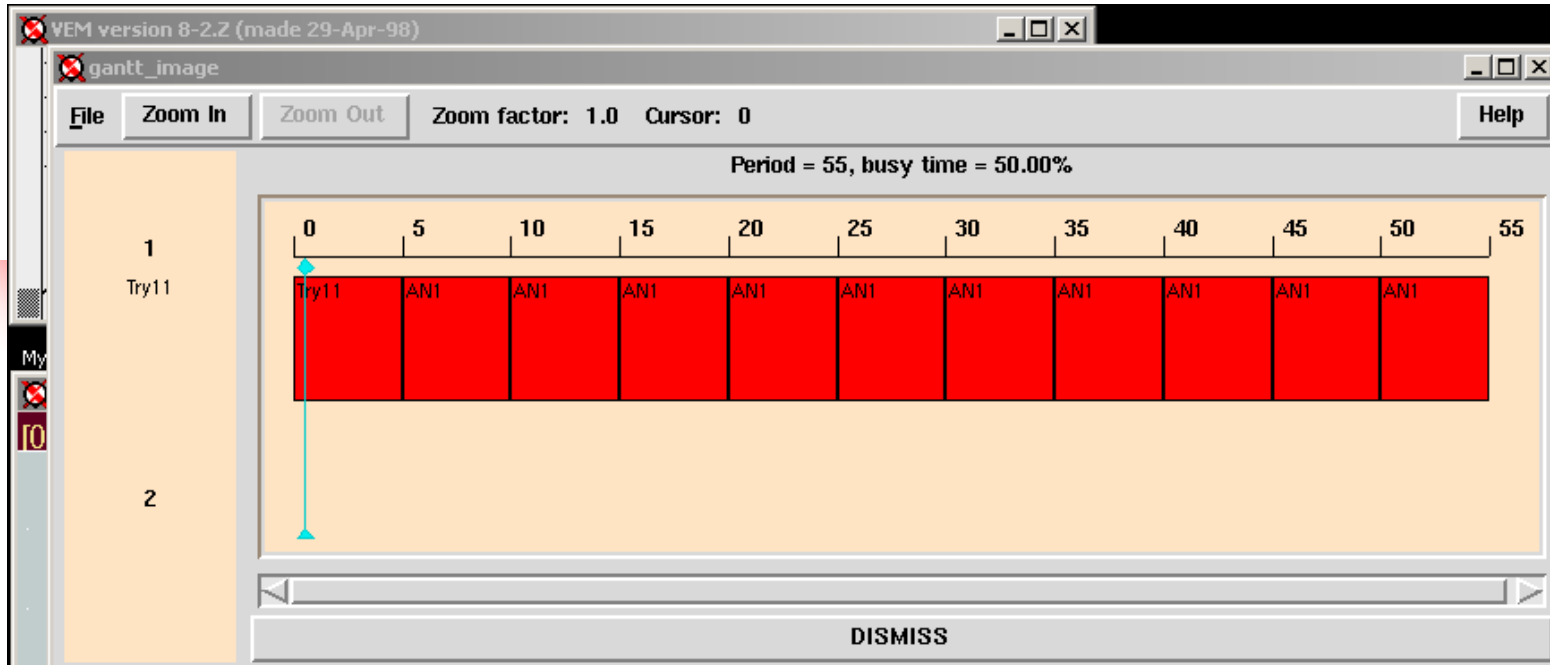 VEM version 8-2.Z (made 29-Apr-98)
gantt_image
File Zoom In Zoom Out Zoom factor: 1.0 Cursor: 0 Help
Period = 55, busy time = 50.00%
0 5 10 15 20 25 30 35 40 45 50 55
1
Try11
Try11 AN1 AN1 AN1 AN1 AN1 AN1 AN1 AN1 AN1 AN1
My
[0
2
DISMISS